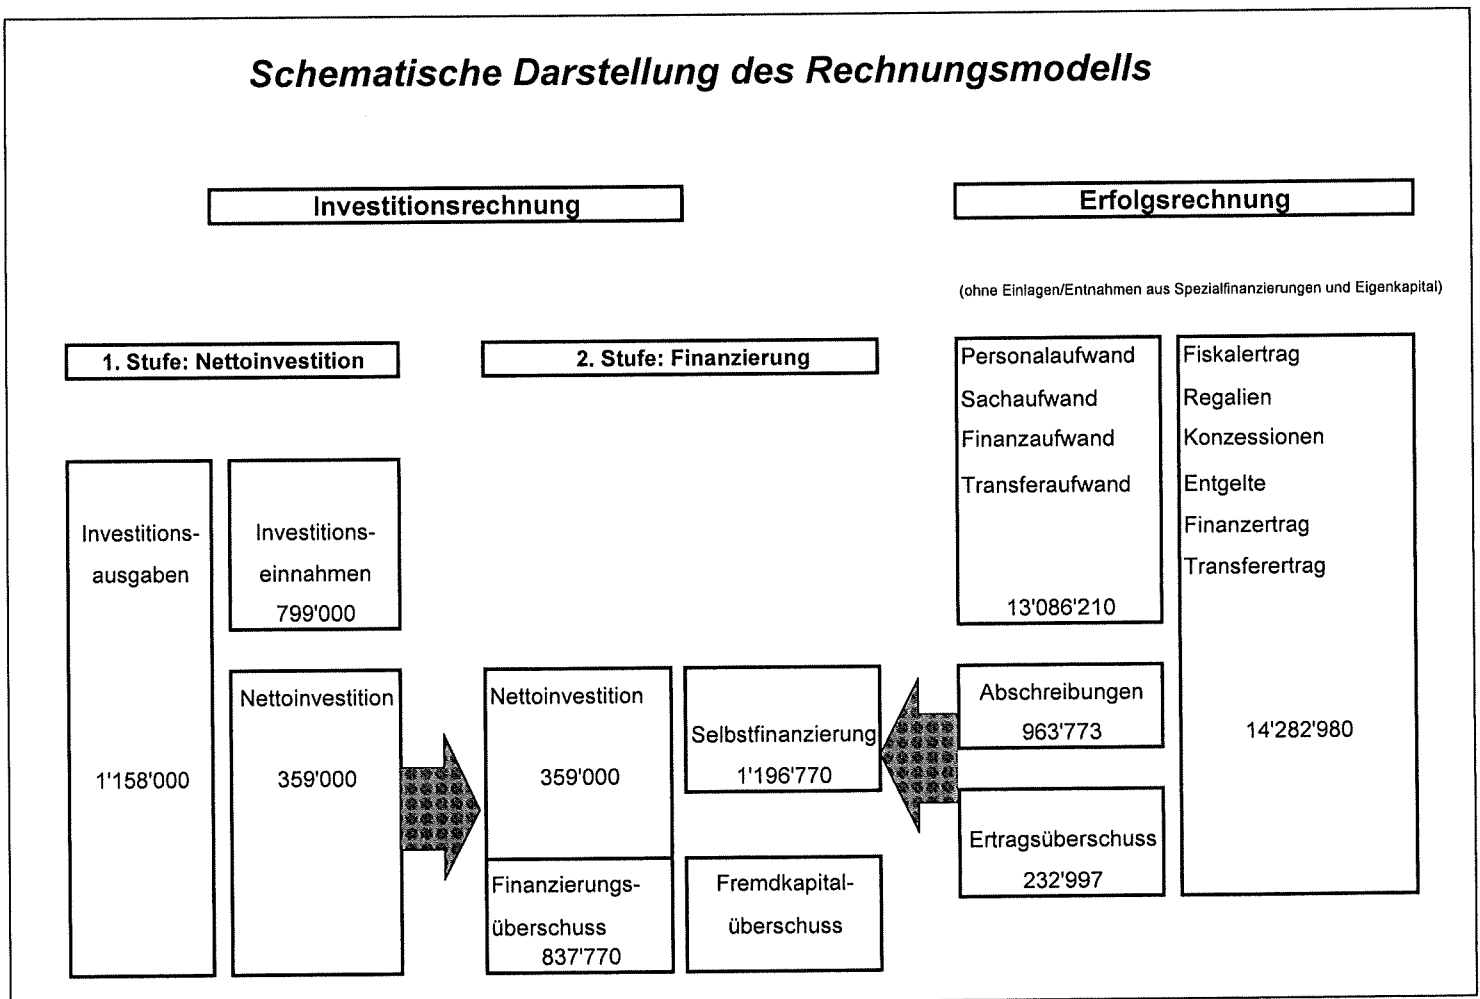 Schematische Darstellung des Rechnungsmodells
Investitionsrechnung
Erfolgsrechnung
(ohne Einlagen/Entnahmen aus Spezialfinanzierungen und Eigenkapital)
1. Stufe: Nettoinvestition
2. Stufe: Finanzierung
Investitions-
ausgaben
1'158'000
Investitions-
einnahmen
799'000
Nettoinvestition
359'000
Nettoinvestition
359'000
Finanzierungs-
überschuss
837'770
Selbstfinanzierung
1'196'770
Fremdkapital-
überschuss
Personalaufwand
Sachaufwand
Finanzaufwand
Transferaufwand
13'086'210
Abschreibungen
963'773
Ertragsüberschuss
232'997
Fiskalertrag
Regalien
Konzessionen
Entgelte
Finanzertrag
Transferertrag
14'282'980